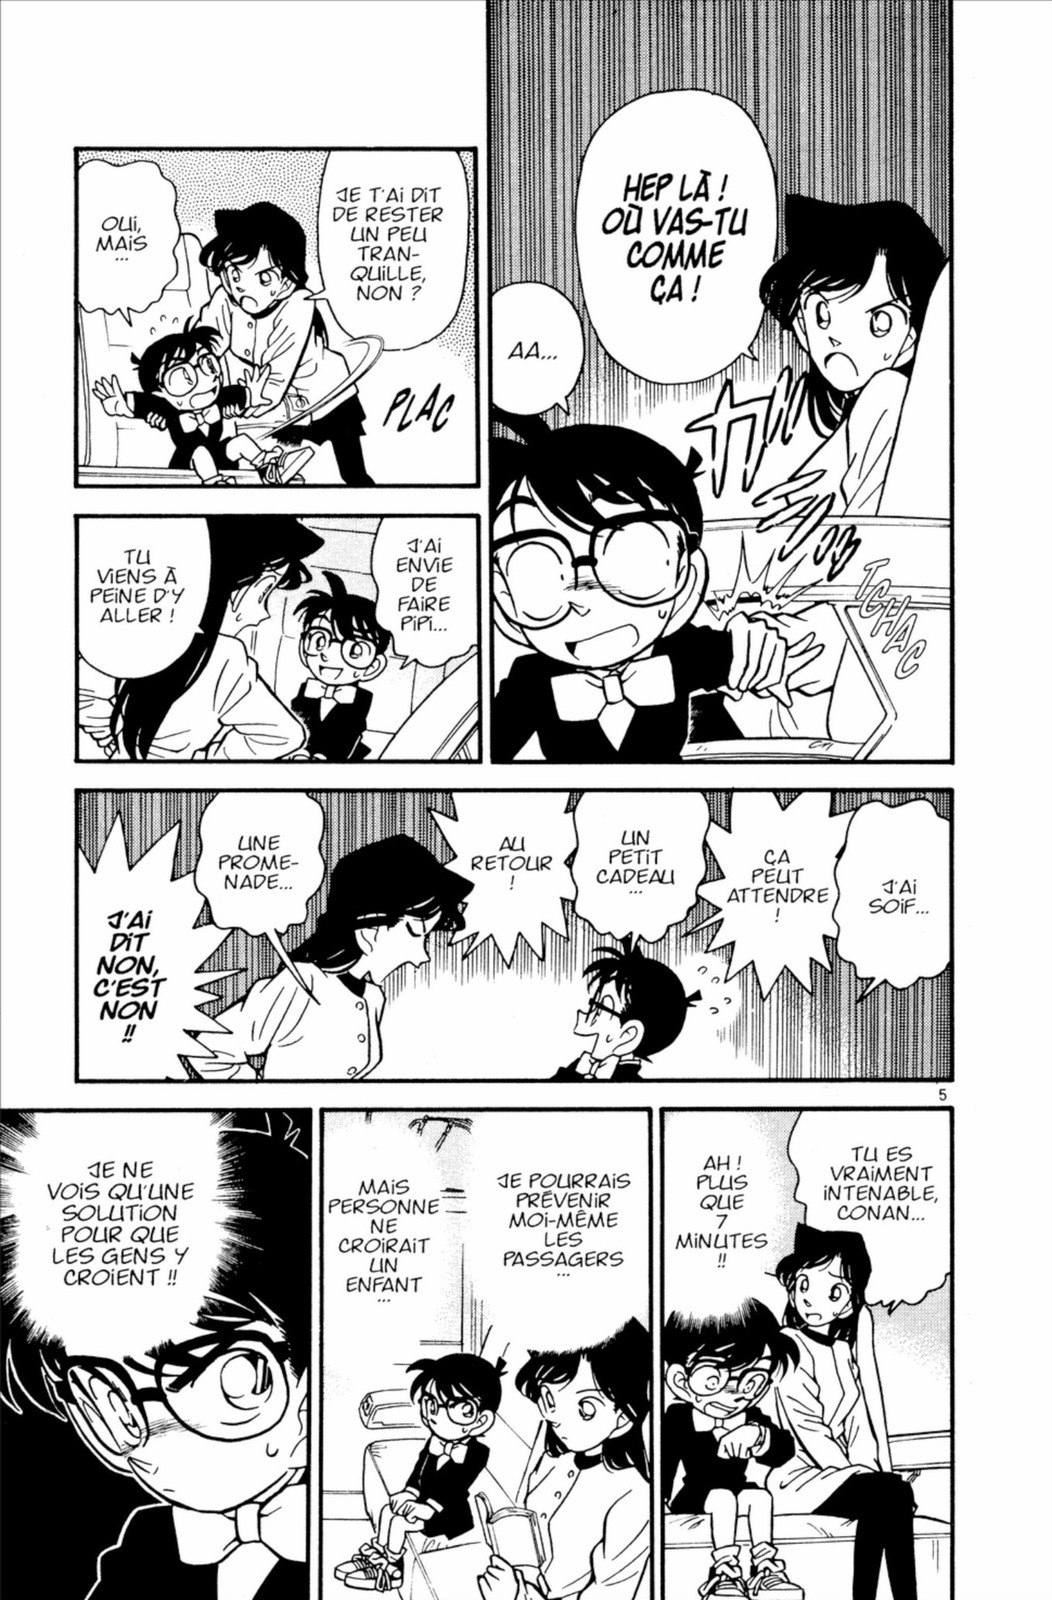 HEP LÀ !
OÙ VAS-TU
COMME
ÇA !
AA...
ガッ
TCHAC
JE T'AI DIT
DE RESTER
UN PEU
TRAN-
QUILLE,
NON ?
OUI,
MAIS
...
PLAC
J'AI
ENVIE
DE
FAIRE
PIPI...
TU
VIENS À
PEINE D'Y
ALLER !
J'AI
SOIF...
ÇA
PEUT
ATTENDRE
!
UN
PETIT
CADEAU
...
AU
RETOUR
!
UNE
PROME-
NADE...
J'AI
DIT
NON,
C'EST
NON
!!
5
TU ES
VRAIMENT
INTENABLE,
CONAN...
AH !
PLUS
QUE
7
MINUTES
!!
JE POURRAIS
PRÉVENIR
MOI-MÊME
LES
PASSAGERS
...
MAIS
PERSONNE
NE
CROIRAIT
UN
ENFANT
...
JE NE
VOIS QU'UNE
SOLUTION
POUR QUE
LES GENS Y
CROIENT !!